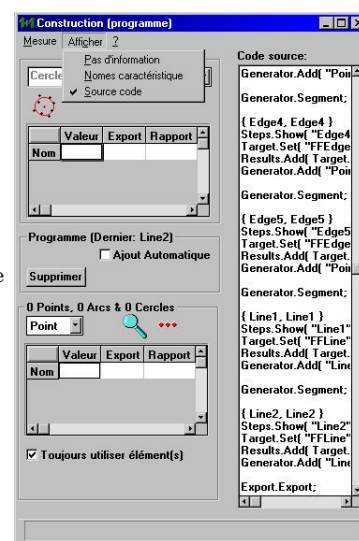 Construction (programme)
Mesure Afficher ?
Pas d'information
Nomes caractéristique
Source code
Cercle
Valeur Export Rapport
Nom
Programme (Dernier: Line2)
Ajout Automatique
Supprimer
0 Points, 0 Arcs & 0 Cercles
Point
Valeur Export Rapport
Nom
Toujours utiliser élément(s)
Code source:
Generator.Add( "Poin
Generator.Segment;
{ Edge4, Edge4 }
Steps.Show( "Edge4
Target.Set( "FFEdge
Results.Add( Target.
Generator.Add( "Poin
Generator.Segment;
{ Edge5, Edge5 }
Steps.Show( "Edge5
Target.Set( "FFEdge
Results.Add( Target.
Generator.Add( "Poin
Generator.Segment;
{ Line1, Line1 }
Steps.Show( "Line1"
Target.Set( "FFLine"
Results.Add( Target.
Generator.Add( "Line
Generator.Segment;
{ Line2, Line2 }
Steps.Show( "Line2"
Target.Set( "FFLine"
Results.Add( Target.
Generator.Add( "Line
Export.Export;
e